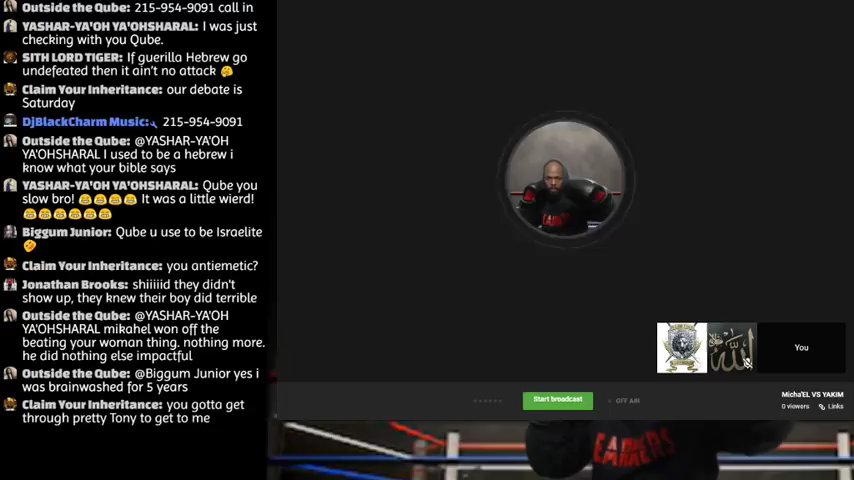 Outside the Qube: 215-954-9091 call in
YASHAR-YA'OH YA'OHSHARAL: I was just
checking with you Qube.
SITH LORD TIGER: If guerilla Hebrew go
undefeated then it ain't no attack 🤗
Claim Your Inheritance: our debate is
Saturday
DjBlackCharm Music: 215-954-9091
Outside the Qube: @YASHAR-YA'OH
YA'OHSHARAL I used to be a hebrew i
know what your bible says
YASHAR-YA'OH YA'OHSHARAL: Qube you
slow bro! 😂😂😂😂 It was a little wierd!
😂😂😂😂😂😂
Biggum Junior: Qube u use to be Israelite
🤣
Claim Your Inheritance: you antiemetic?
Jonathan Brooks: shiiiiid they didn't
show up, they knew their boy did terrible
Outside the Qube: @YASHAR-YA'OH
YA'OHSHARAL mikahel won off the
beating your woman thing. nothing more.
he did nothing else impactful
Outside the Qube: @Biggum Junior yes i
was brainwashed for 5 years
Claim Your Inheritance: you gotta get
through pretty Tony to get to me
You
Start broadcast
OFF AIR
Micha'EL VS YAKIM
0 viewers
Links